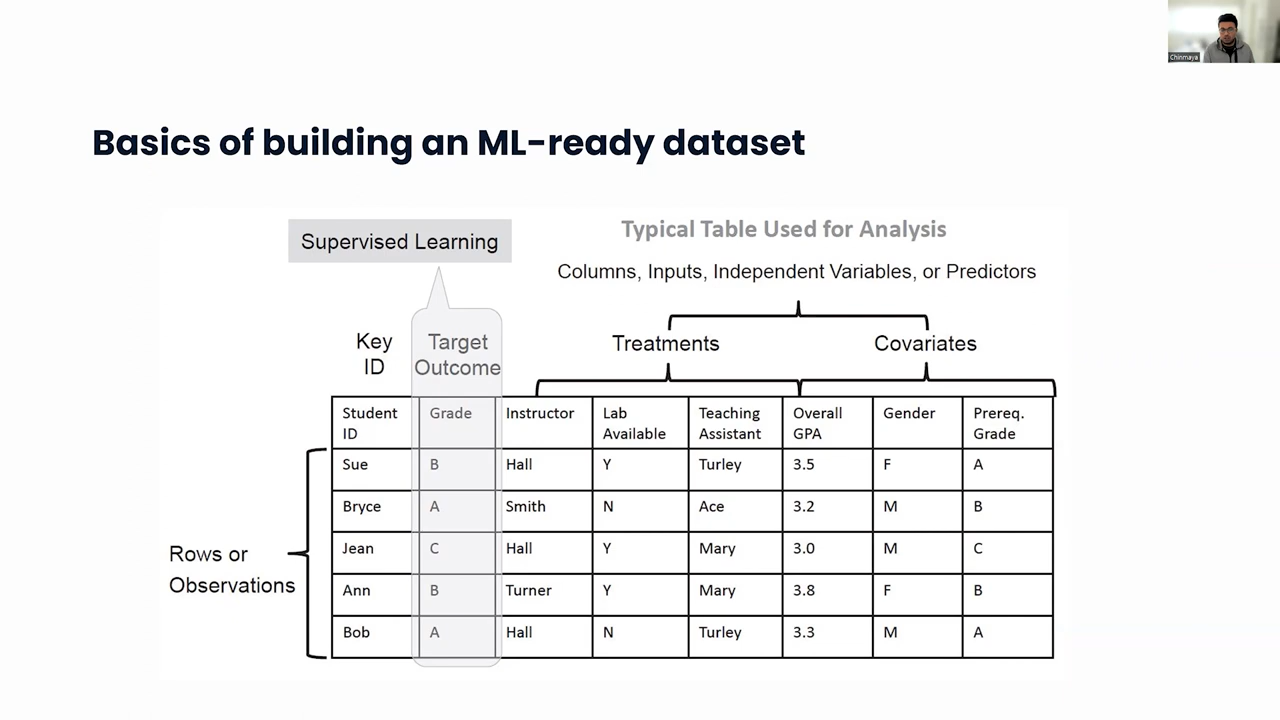 Chinmaya
Basics of building an ML-ready dataset
Supervised Learning
Typical Table Used for Analysis
Columns, Inputs, Independent Variables, or Predictors
Treatments
Covariates
Key
ID
Target
Outcome
Student ID Grade Instructor Lab Available Teaching Assistant Overall GPA Gender Prereq. Grade
Sue B Hall Y Turley 3.5 F A
Bryce A Smith N Ace 3.2 M B
Jean C Hall Y Mary 3.0 M C
Ann B Turner Y Mary 3.8 F B
Bob A Hall N Turley 3.3 M A
Rows or
Observations